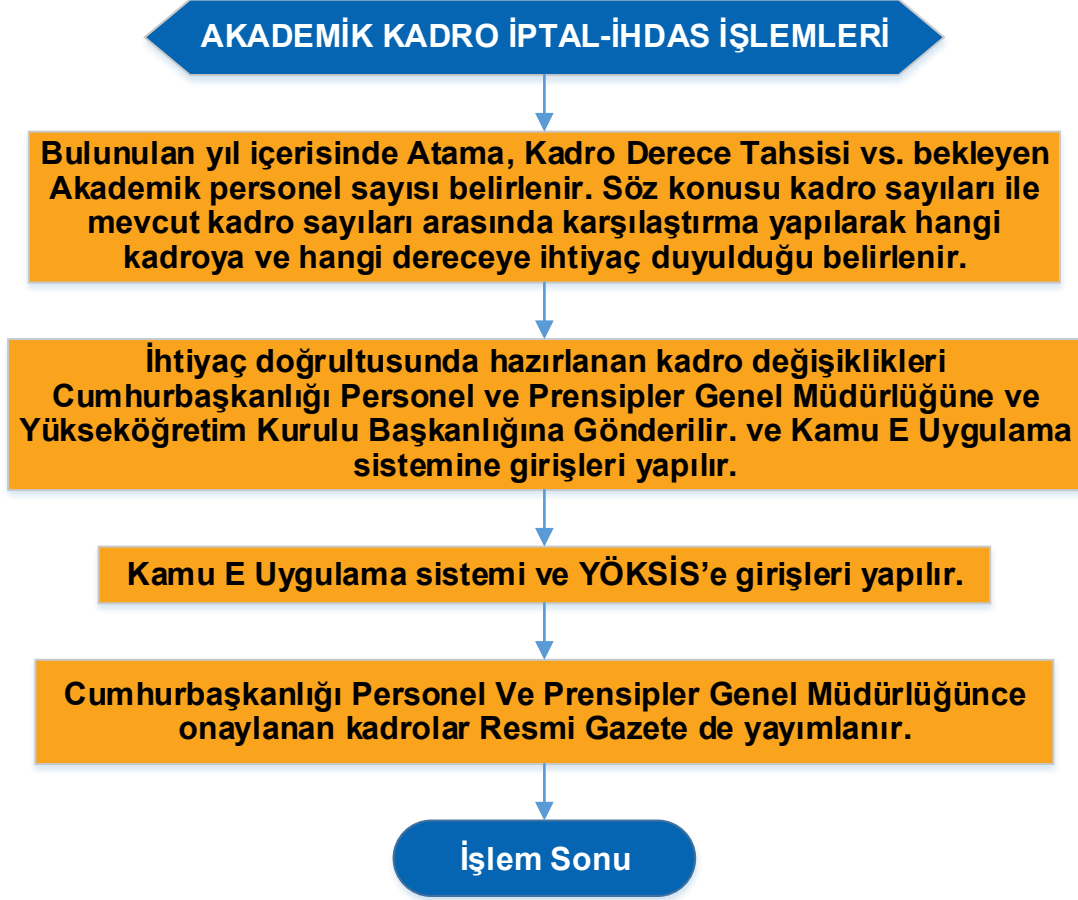 AKADEMİK KADRO İPTAL-İHDAS İŞLEMLERİ
Bulunulan yıl içerisinde Atama, Kadro Derece Tahsisi vs. bekleyen
Akademik personel sayısı belirlenir. Söz konusu kadro sayıları ile
mevcut kadro sayıları arasında karşılaştırma yapılarak hangi
kadroya ve hangi dereceye ihtiyaç duyulduğu belirlenir.
İhtiyaç doğrultusunda hazırlanan kadro değişiklikleri
Cumhurbaşkanlığı Personel ve Prensipler Genel Müdürlüğüne ve
Yükseköğretim Kurulu Başkanlığına Gönderilir. ve Kamu E Uygulama
sistemine girişleri yapılır.
Kamu E Uygulama sistemi ve YÖKSİS’e girişleri yapılır.
Cumhurbaşkanlığı Personel Ve Prensipler Genel Müdürlüğünce
onaylanan kadrolar Resmi Gazete de yayımlanır.
İşlem Sonu